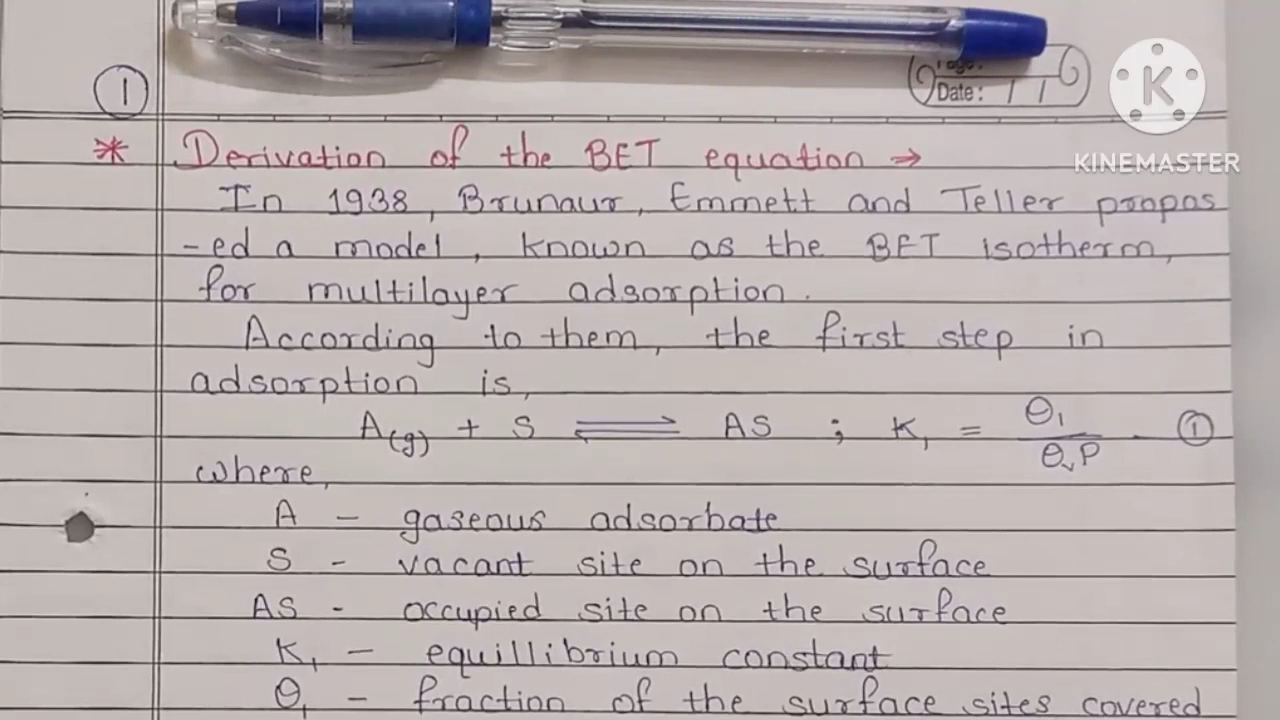 1
Date : / /
K
KINEMASTER
* Derivation of the BET equation →
In 1938, Brunaur, Emmett and Teller propos
-ed a model, known as the BET isotherm,
for multilayer adsorption.
According to them, the first step in
adsorption is,
A(g) + S ⇌ AS ; K₁ = θ₁ / θᵥP - ①
where,
A - gaseous adsorbate
S - vacant site on the surface
AS - occupied site on the surface
K₁ - equillibrium constant
θ₁ - fraction of the surface sites covered